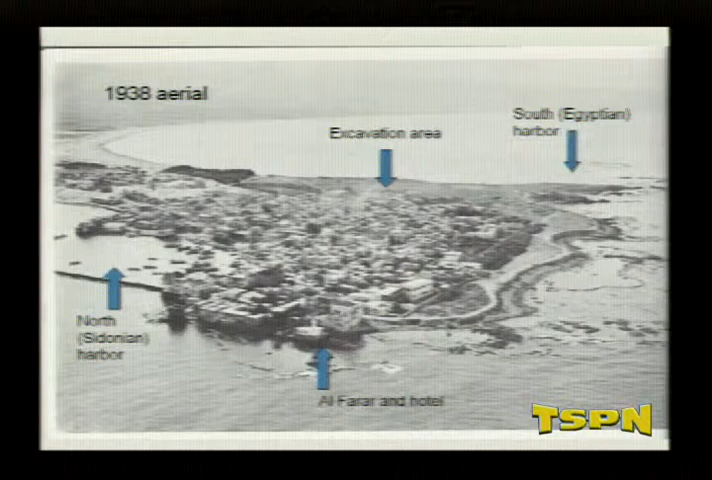 1938 aerial
South (Egyptian)
harbor
Excavation area
North
(Sidonian)
harbor
Al Farar and hotel
TSPN